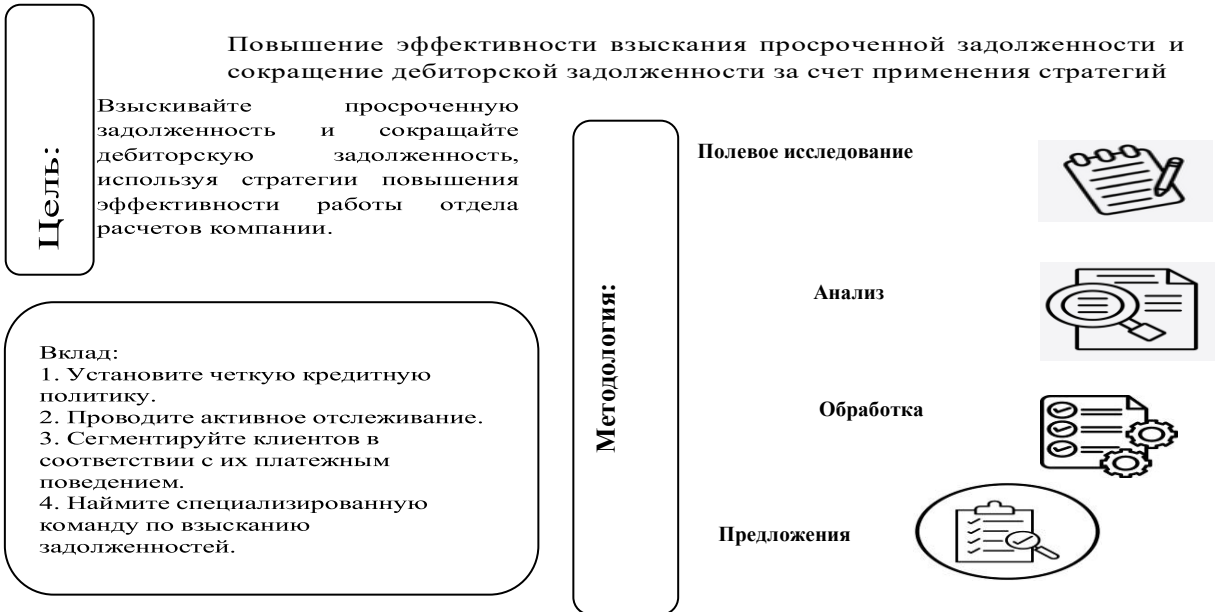 Повышение эффективности взыскания просроченной задолженности и
сокращение дебиторской задолженности за счет применения стратегий
Цель:
Взыскивайте просроченную
задолженность и сокращайте
дебиторскую задолженность,
используя стратегии повышения
эффективности работы отдела
расчетов компании.
Вклад:
1. Установите четкую кредитную
политику.
2. Проводите активное отслеживание.
3. Сегментируйте клиентов в
соответствии с их платежным
поведением.
4. Наймите специализированную
команду по взысканию
задолженностей.
Методология:
Полевое исследование
Анализ
Обработка
Предложения